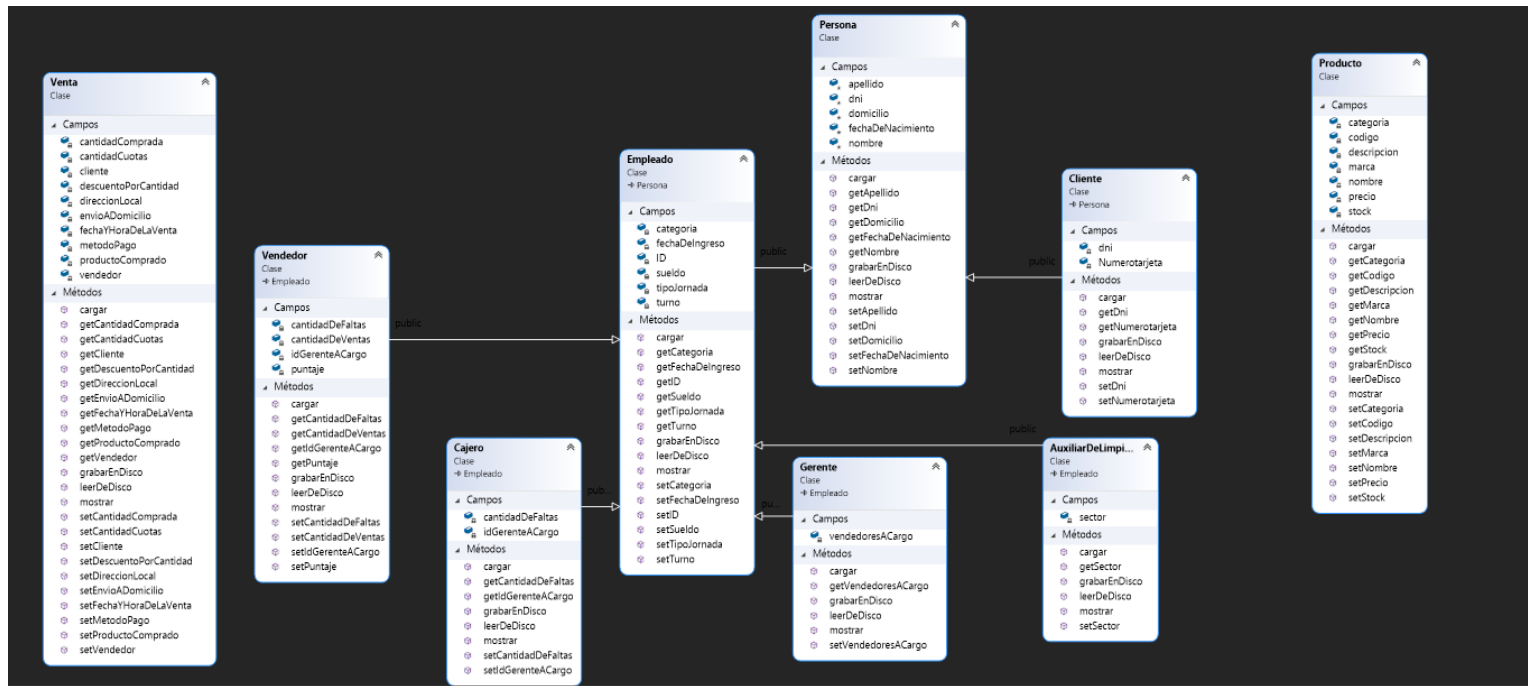 Venta
Clase
Campos
cantidadComprada
cantidadCuotas
cliente
descuentoPorCantidad
direccionLocal
envioADomicilio
fechaYHoraDeLaVenta
metodoPago
productoComprado
vendedor
Métodos
cargar
getCantidadComprada
getCantidadCuotas
getCliente
getDescuentoPorCantidad
getDireccionLocal
getEnvioADomicilio
getFechaYHoraDeLaVenta
getMetodoPago
getProductoComprado
getVendedor
grabarEnDisco
leerDeDisco
mostrar
setCantidadComprada
setCantidadCuotas
setCliente
setDescuentoPorCantidad
setDireccionLocal
setEnvioADomicilio
setFechaYHoraDeLaVenta
setMetodoPago
setProductoComprado
setVendedor
Vendedor
Clase
Empleado
Campos
cantidadDeFaltas
cantidadDeVentas
idGerenteACargo
puntaje
Métodos
cargar
getCantidadDeFaltas
getCantidadDeVentas
getIdGerenteACargo
getPuntaje
grabarEnDisco
leerDeDisco
mostrar
setCantidadDeFaltas
setCantidadDeVentas
setIdGerenteACargo
setPuntaje
public
Cajero
Clase
Empleado
Campos
cantidadDeFaltas
idGerenteACargo
Métodos
cargar
getCantidadDeFaltas
getIdGerenteACargo
grabarEnDisco
leerDeDisco
mostrar
setCantidadDeFaltas
setIdGerenteACargo
pub...
Empleado
Clase
Persona
Campos
categoria
fechaDeIngreso
ID
sueldo
tipoJornada
turno
Métodos
cargar
getCategoria
getFechaDeIngreso
getID
getSueldo
getTipoJornada
getTurno
grabarEnDisco
leerDeDisco
mostrar
setCategoria
setFechaDeIngreso
setID
setSueldo
setTipoJornada
setTurno
public
Persona
Clase
Campos
apellido
dni
domicilio
fechaDeNacimiento
nombre
Métodos
cargar
getApellido
getDni
getDomicilio
getFechaDeNacimiento
getNombre
grabarEnDisco
leerDeDisco
mostrar
setApellido
setDni
setDomicilio
setFechaDeNacimiento
setNombre
pu...
Gerente
Clase
Empleado
Campos
vendedoresACargo
Métodos
cargar
getVendedoresACargo
grabarEnDisco
leerDeDisco
mostrar
setVendedoresACargo
public
Cliente
Clase
Persona
Campos
dni
Numerotarjeta
Métodos
cargar
getDni
getNumerotarjeta
grabarEnDisco
leerDeDisco
mostrar
setDni
setNumerotarjeta
public
AuxiliarDeLimpi...
Clase
Empleado
Campos
sector
Métodos
cargar
getSector
grabarEnDisco
leerDeDisco
mostrar
setSector
Producto
Clase
Campos
categoria
codigo
descripcion
marca
nombre
precio
stock
Métodos
cargar
getCategoria
getCodigo
getDescripcion
getMarca
getNombre
getPrecio
getStock
grabarEnDisco
leerDeDisco
mostrar
setCategoria
setCodigo
setDescripcion
setMarca
setNombre
setPrecio
setStock